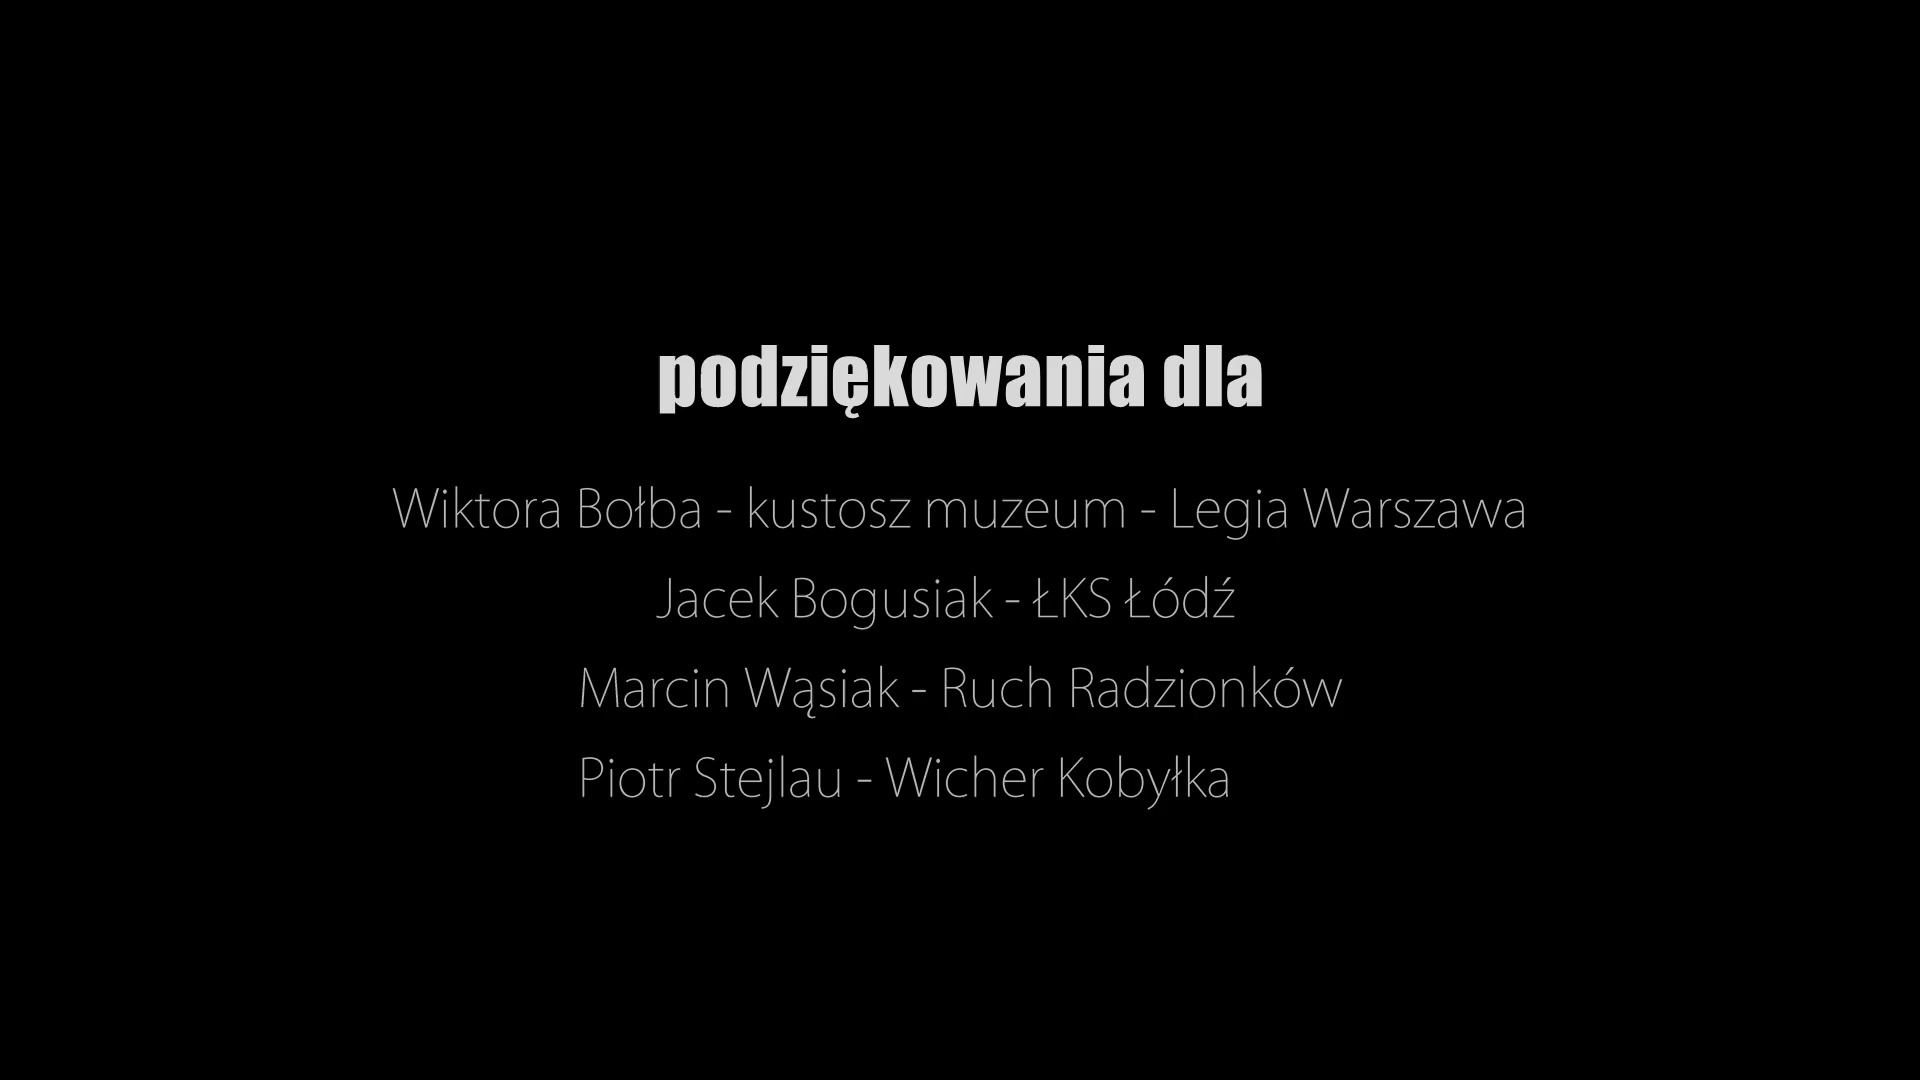 podziękowania dla
Wiktora Bołba - kustosz muzeum - Legia Warszawa
Jacek Bogusiak - ŁKS Łódź
Marcin Wąsiak - Ruch Radzionków
Piotr Stejlau - Wicher Kobyłka